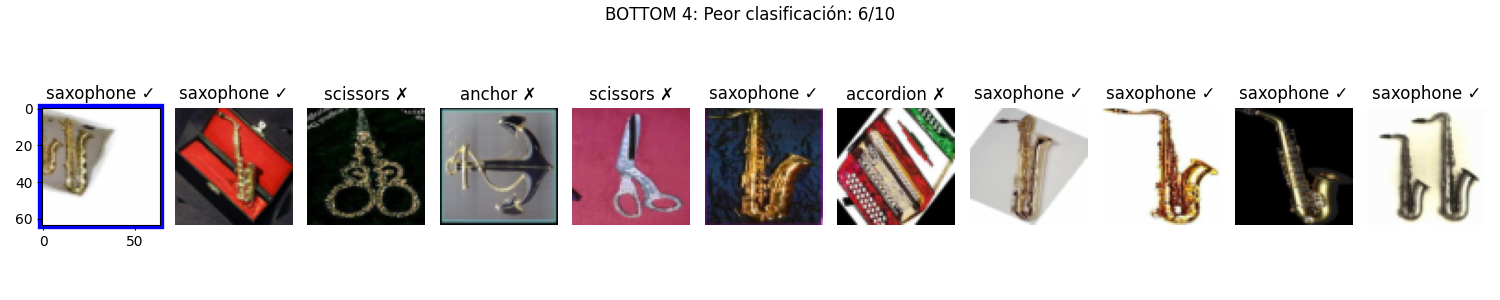 BOTTOM 4: Peor clasificación: 6/10
saxophone ✓ saxophone ✓ scissors ✗ anchor ✗ scissors ✗ saxophone ✓ accordion ✗ saxophone ✓ saxophone ✓ saxophone ✓ saxophone ✓
0
20
40
60
0 50